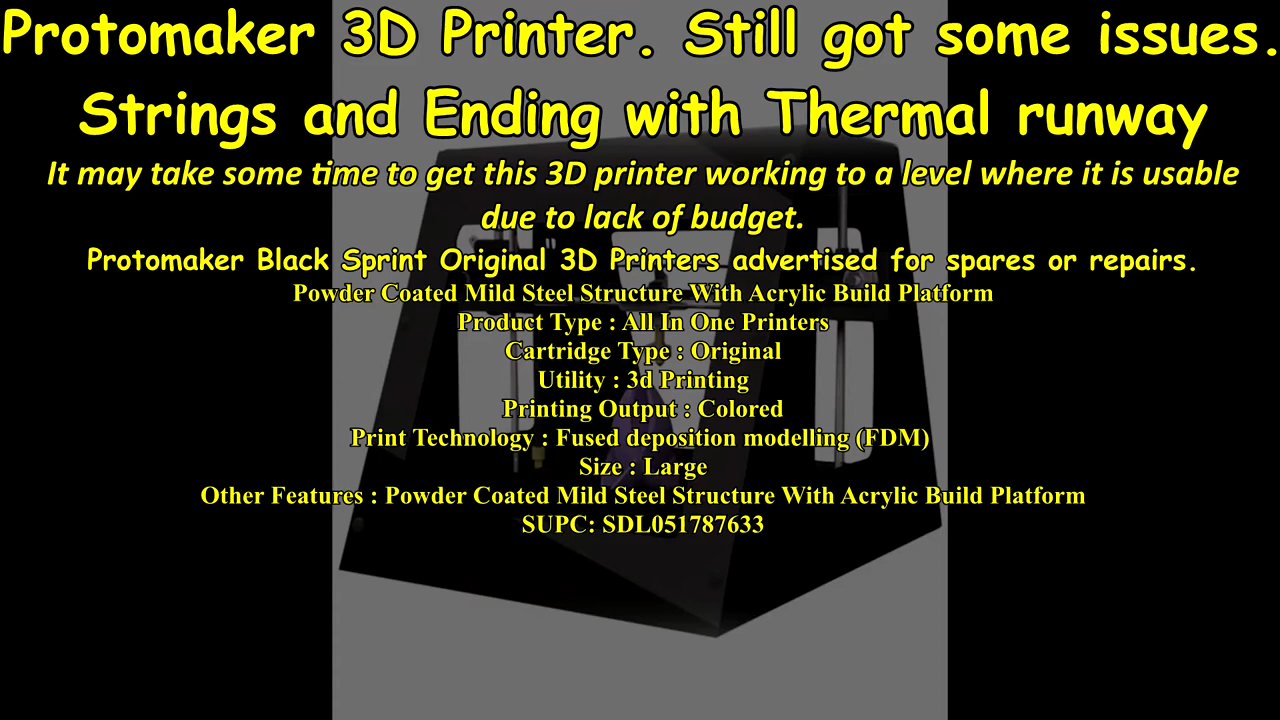 Protomaker 3D Printer. Still got some issues.
Strings and Ending with Thermal runway
It may take some time to get this 3D printer working to a level where it is usable
due to lack of budget.
Protomaker Black Sprint Original 3D Printers advertised for spares or repairs.
Powder Coated Mild Steel Structure With Acrylic Build Platform
Product Type : All In One Printers
Cartridge Type : Original
Utility : 3d Printing
Printing Output : Colored
Print Technology : Fused deposition modelling (FDM)
Size : Large
Other Features : Powder Coated Mild Steel Structure With Acrylic Build Platform
SUPC: SDL051787633